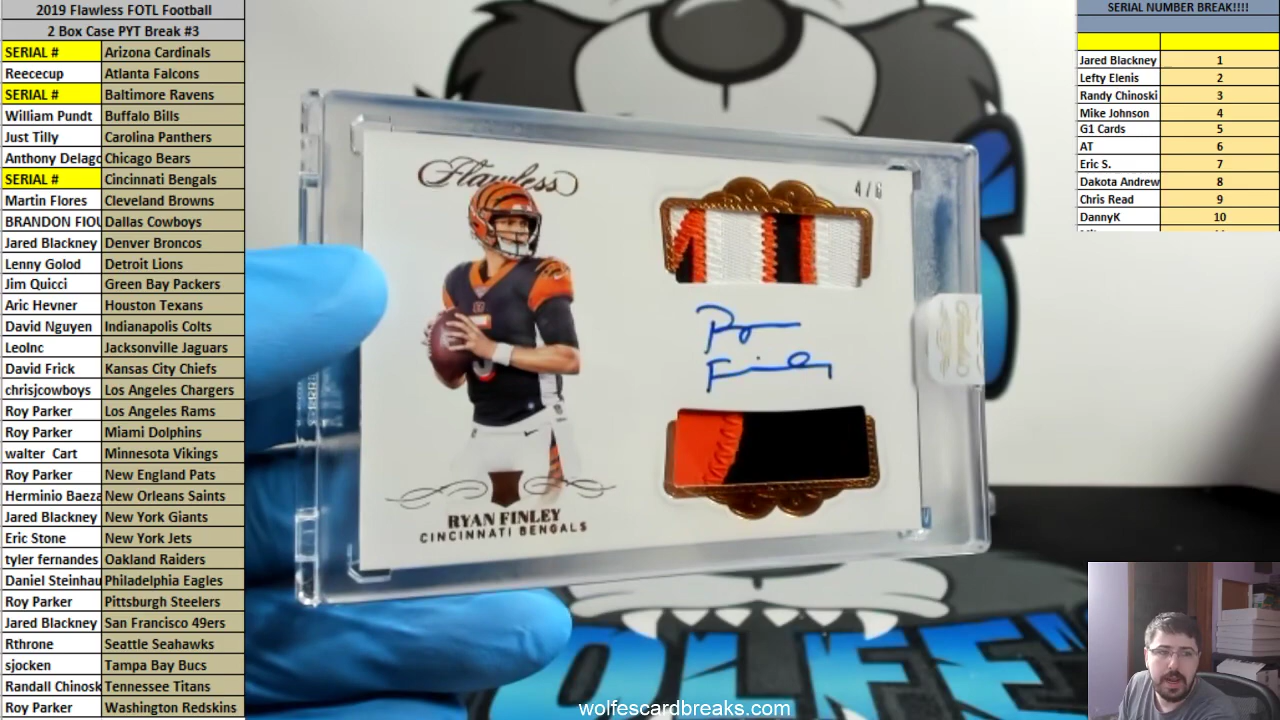 2019 Flawless FOTL Football
2 Box Case PYT Break #3
SERIAL # Arizona Cardinals
Reececup Atlanta Falcons
SERIAL # Baltimore Ravens
William Pundt Buffalo Bills
Just Tilly Carolina Panthers
Anthony Delago Chicago Bears
SERIAL # Cincinnati Bengals
Martin Flores Cleveland Browns
BRANDON FIOU Dallas Cowboys
Jared Blackney Denver Broncos
Lenny Golod Detroit Lions
Jim Quicci Green Bay Packers
Aric Hevner Houston Texans
David Nguyen Indianapolis Colts
LeoInc Jacksonville Jaguars
David Frick Kansas City Chiefs
chrisjcowboys Los Angeles Chargers
Roy Parker Los Angeles Rams
Roy Parker Miami Dolphins
walter Cart Minnesota Vikings
Roy Parker New England Pats
Herminio Baeza New Orleans Saints
Jared Blackney New York Giants
Eric Stone New York Jets
tyler fernandes Oakland Raiders
Daniel Steinhau Philadelphia Eagles
Roy Parker Pittsburgh Steelers
Jared Blackney San Francisco 49ers
Rthrone Seattle Seahawks
sjocken Tampa Bay Bucs
Randall Chinosk Tennessee Titans
Roy Parker Washington Redskins
Flawless
4/6
Ryan
Finley
RYAN FINLEY
CINCINNATI BENGALS
OLFE'
wolfescardbreaks.com
SERIAL NUMBER BREAK!!!!
Jared Blackney 1
Lefty Elenis 2
Randy Chinoski 3
Mike Johnson 4
G1 Cards 5
AT 6
Eric S. 7
Dakota Andrew 8
Chris Read 9
DannyK 10